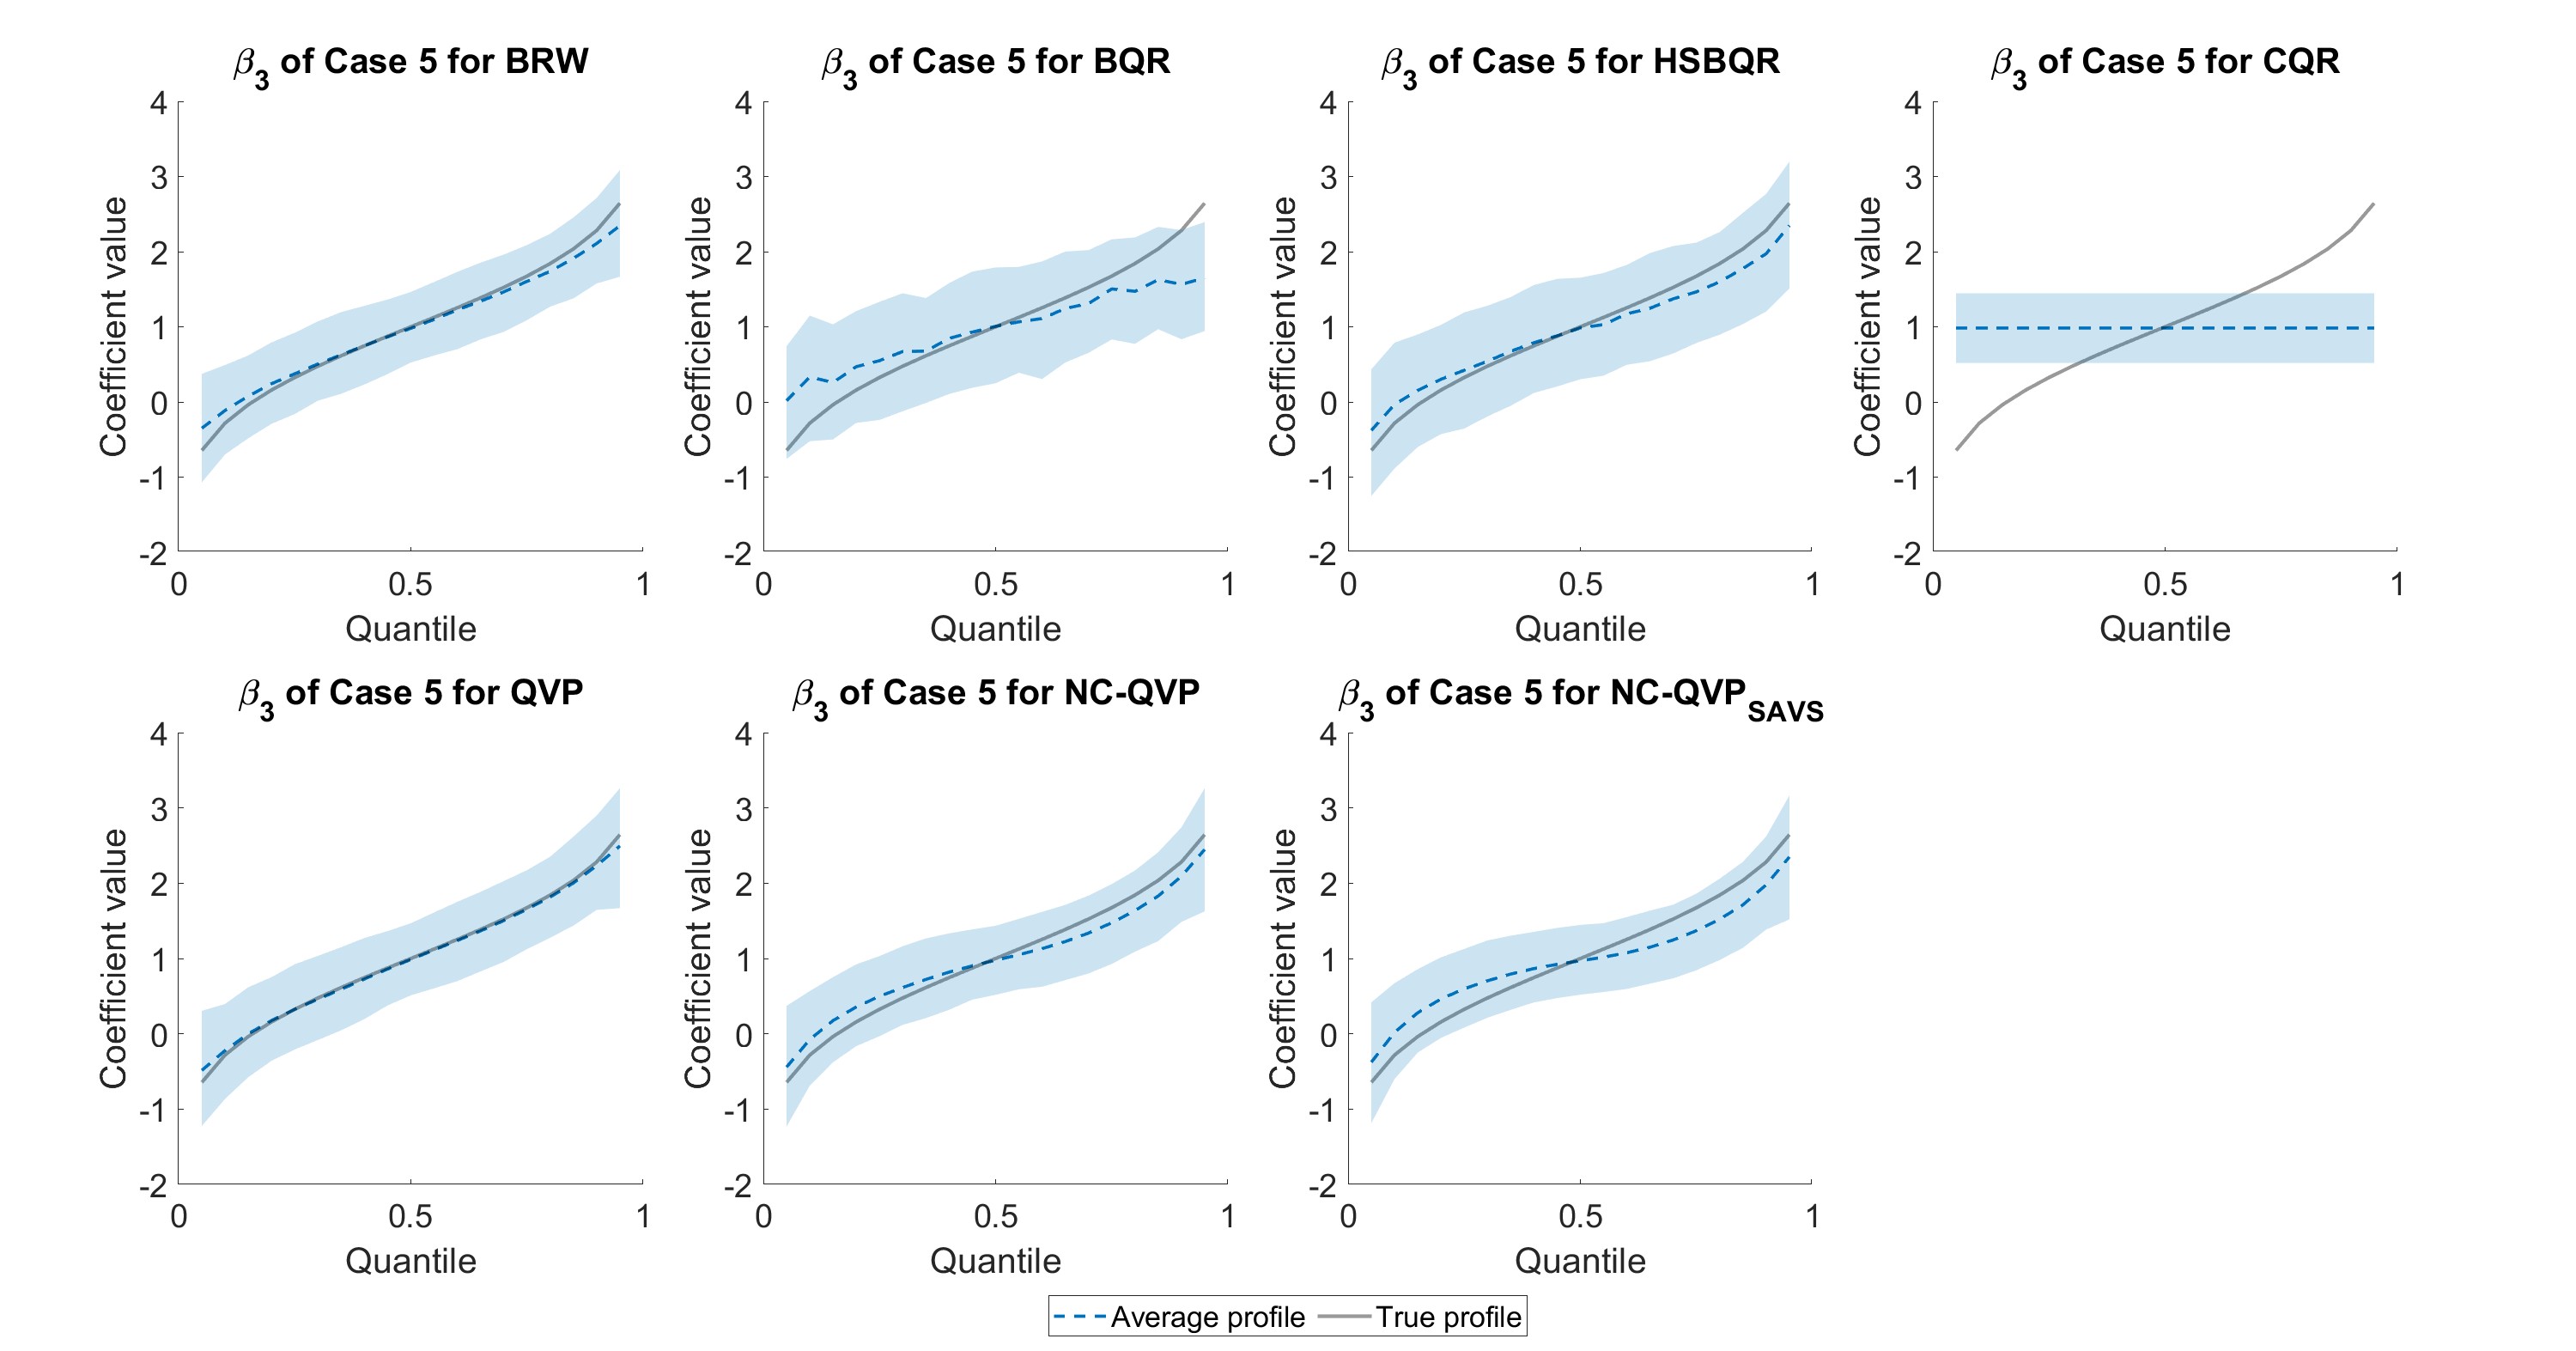 β3 of Case 5 for BRW
4
3
2
1
0
-1
-2
0 0.5 1
Coefficient value
Quantile
β3 of Case 5 for BQR
4
3
2
1
0
-1
-2
0 0.5 1
Coefficient value
Quantile
β3 of Case 5 for HSBQR
4
3
2
1
0
-1
-2
0 0.5 1
Coefficient value
Quantile
β3 of Case 5 for CQR
4
3
2
1
0
-1
-2
0 0.5 1
Coefficient value
Quantile
β3 of Case 5 for QVP
4
3
2
1
0
-1
-2
0 0.5 1
Coefficient value
Quantile
β3 of Case 5 for NC-QVP
4
3
2
1
0
-1
-2
0 0.5 1
Coefficient value
Quantile
β3 of Case 5 for NC-QVPSAVS
4
3
2
1
0
-1
-2
0 0.5 1
Coefficient value
Quantile
Average profile True profile